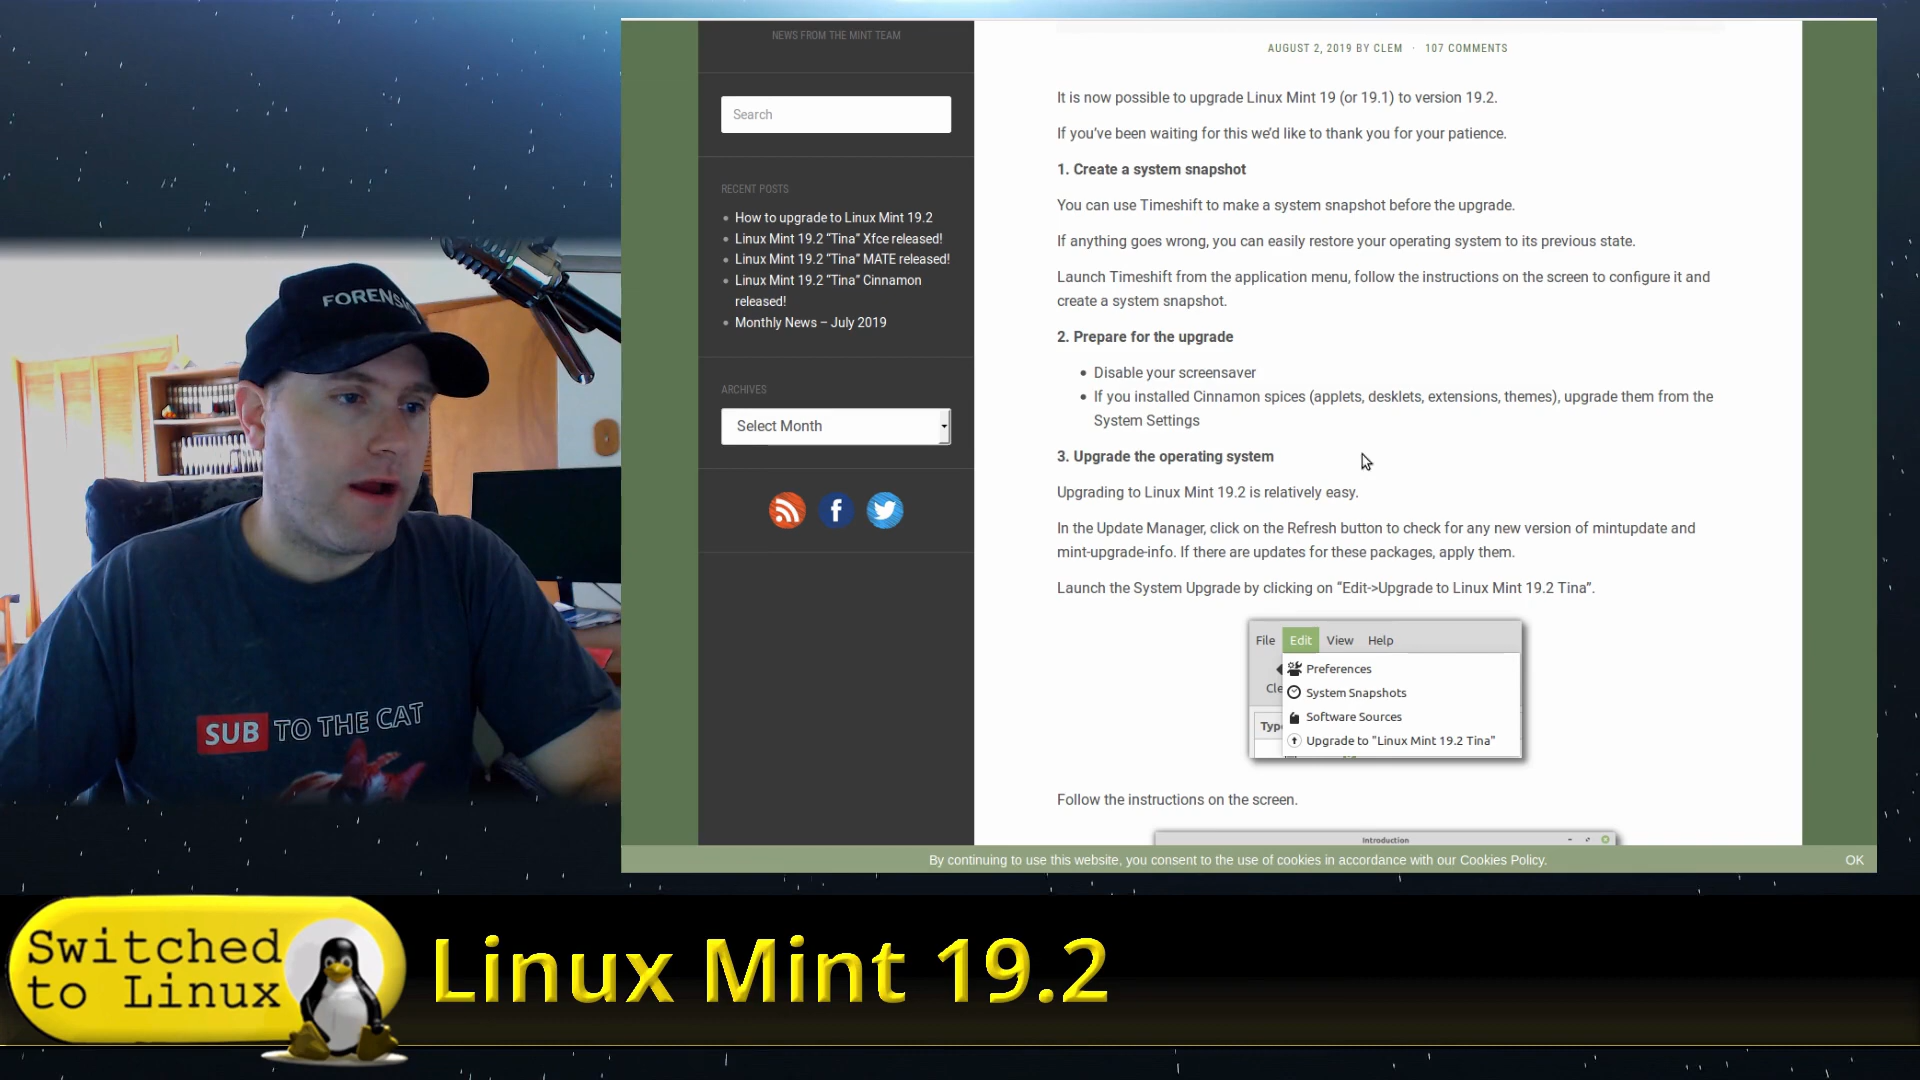 NEWS FROM THE MINT TEAM
Search
RECENT POSTS
How to upgrade to Linux Mint 19.2
Linux Mint 19.2 “Tina” Xfce released!
Linux Mint 19.2 “Tina” MATE released!
Linux Mint 19.2 “Tina” Cinnamon
released!
Monthly News – July 2019
ARCHIVES
Select Month
AUGUST 2, 2019 BY CLEM · 107 COMMENTS
It is now possible to upgrade Linux Mint 19 (or 19.1) to version 19.2.
If you’ve been waiting for this we’d like to thank you for your patience.
1. Create a system snapshot
You can use Timeshift to make a system snapshot before the upgrade.
If anything goes wrong, you can easily restore your operating system to its previous state.
Launch Timeshift from the application menu, follow the instructions on the screen to configure it and
create a system snapshot.
2. Prepare for the upgrade
Disable your screensaver
If you installed Cinnamon spices (applets, desklets, extensions, themes), upgrade them from the
System Settings
3. Upgrade the operating system
Upgrading to Linux Mint 19.2 is relatively easy.
In the Update Manager, click on the Refresh button to check for any new version of mintupdate and
mint-upgrade-info. If there are updates for these packages, apply them.
Launch the System Upgrade by clicking on “Edit->Upgrade to Linux Mint 19.2 Tina”.
File Edit View Help
Preferences
Cle
System Snapshots
Software Sources
Typ
Upgrade to "Linux Mint 19.2 Tina"
Follow the instructions on the screen.
Introduction
By continuing to use this website, you consent to the use of cookies in accordance with our Cookies Policy.
OK
SUB TO THE CAT
Switched
to Linux
Linux Mint 19.2